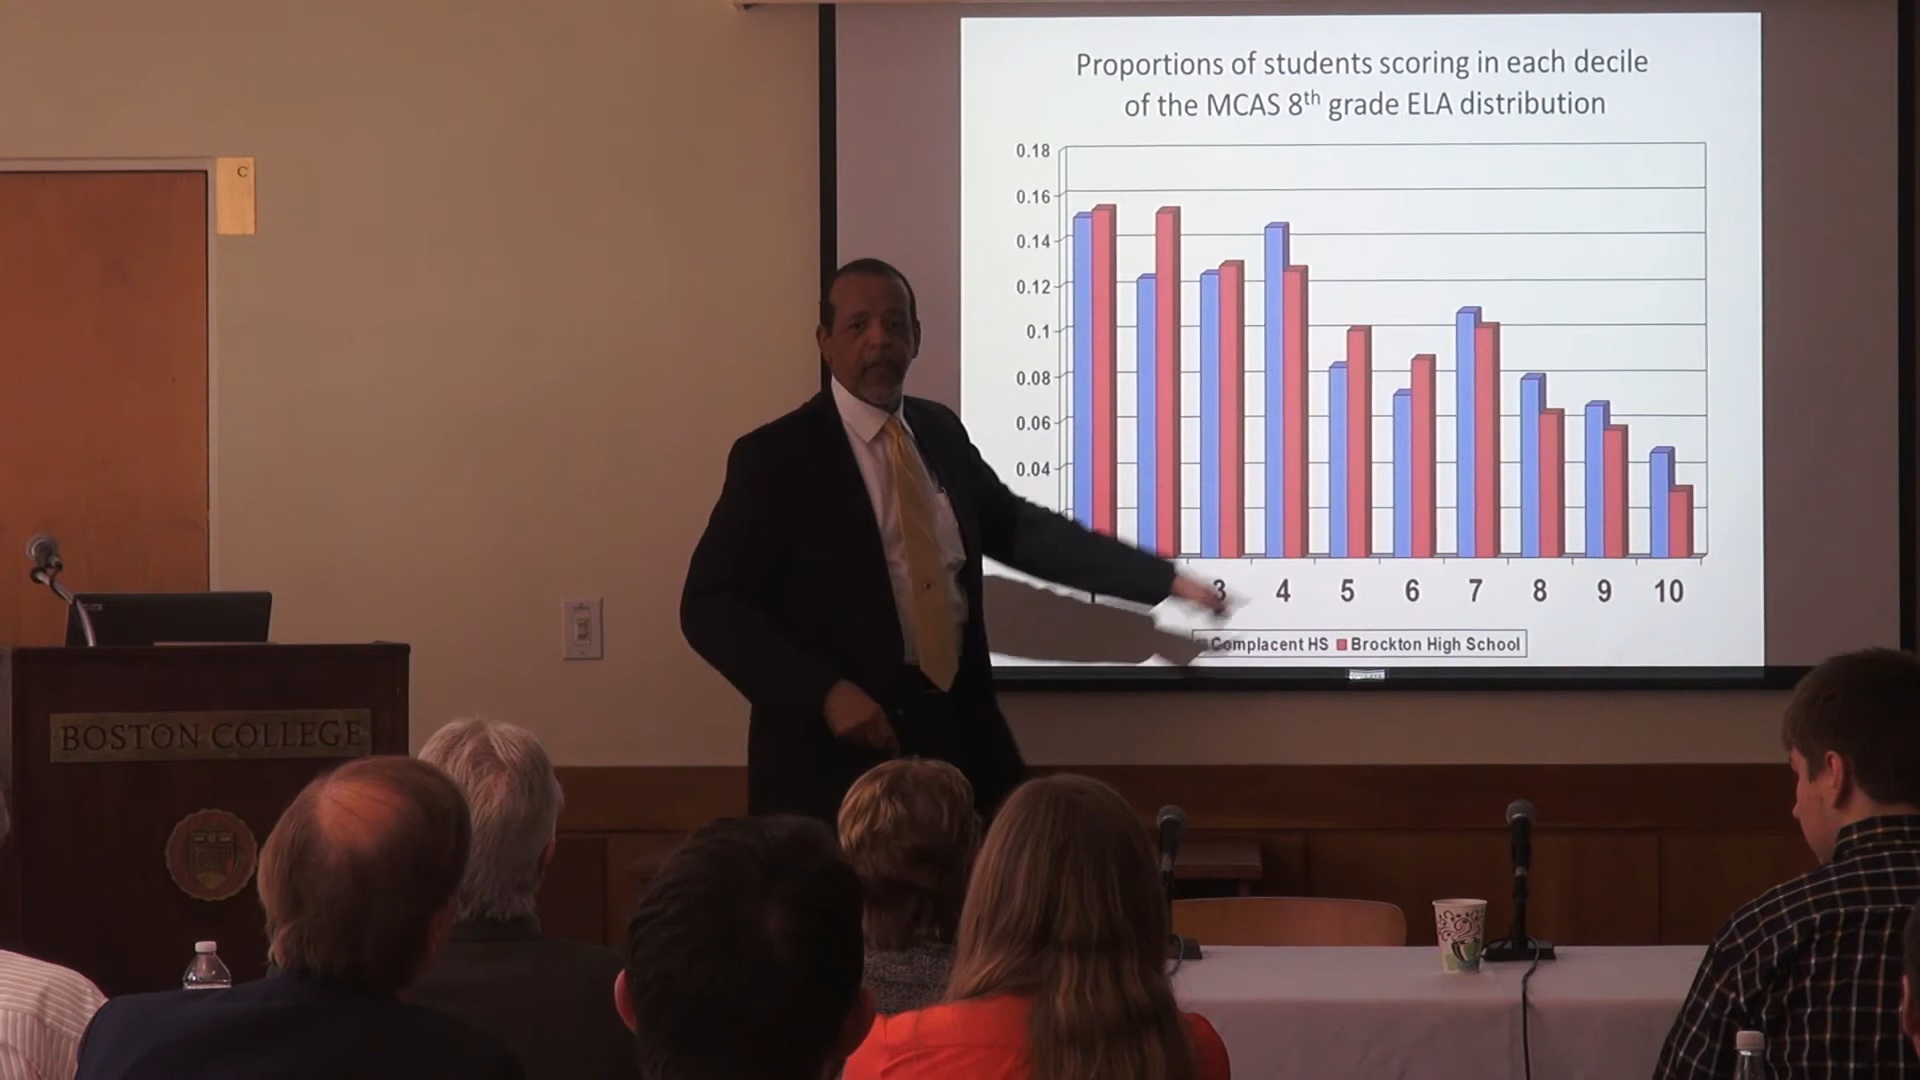 C
Proportions of students scoring in each decile
of the MCAS 8th grade ELA distribution
0.18
0.16
0.14
0.12
0.1
0.08
0.06
0.04
3 4 5 6 7 8 9 10
Complacent HS Brockton High School
BOSTON COLLEGE